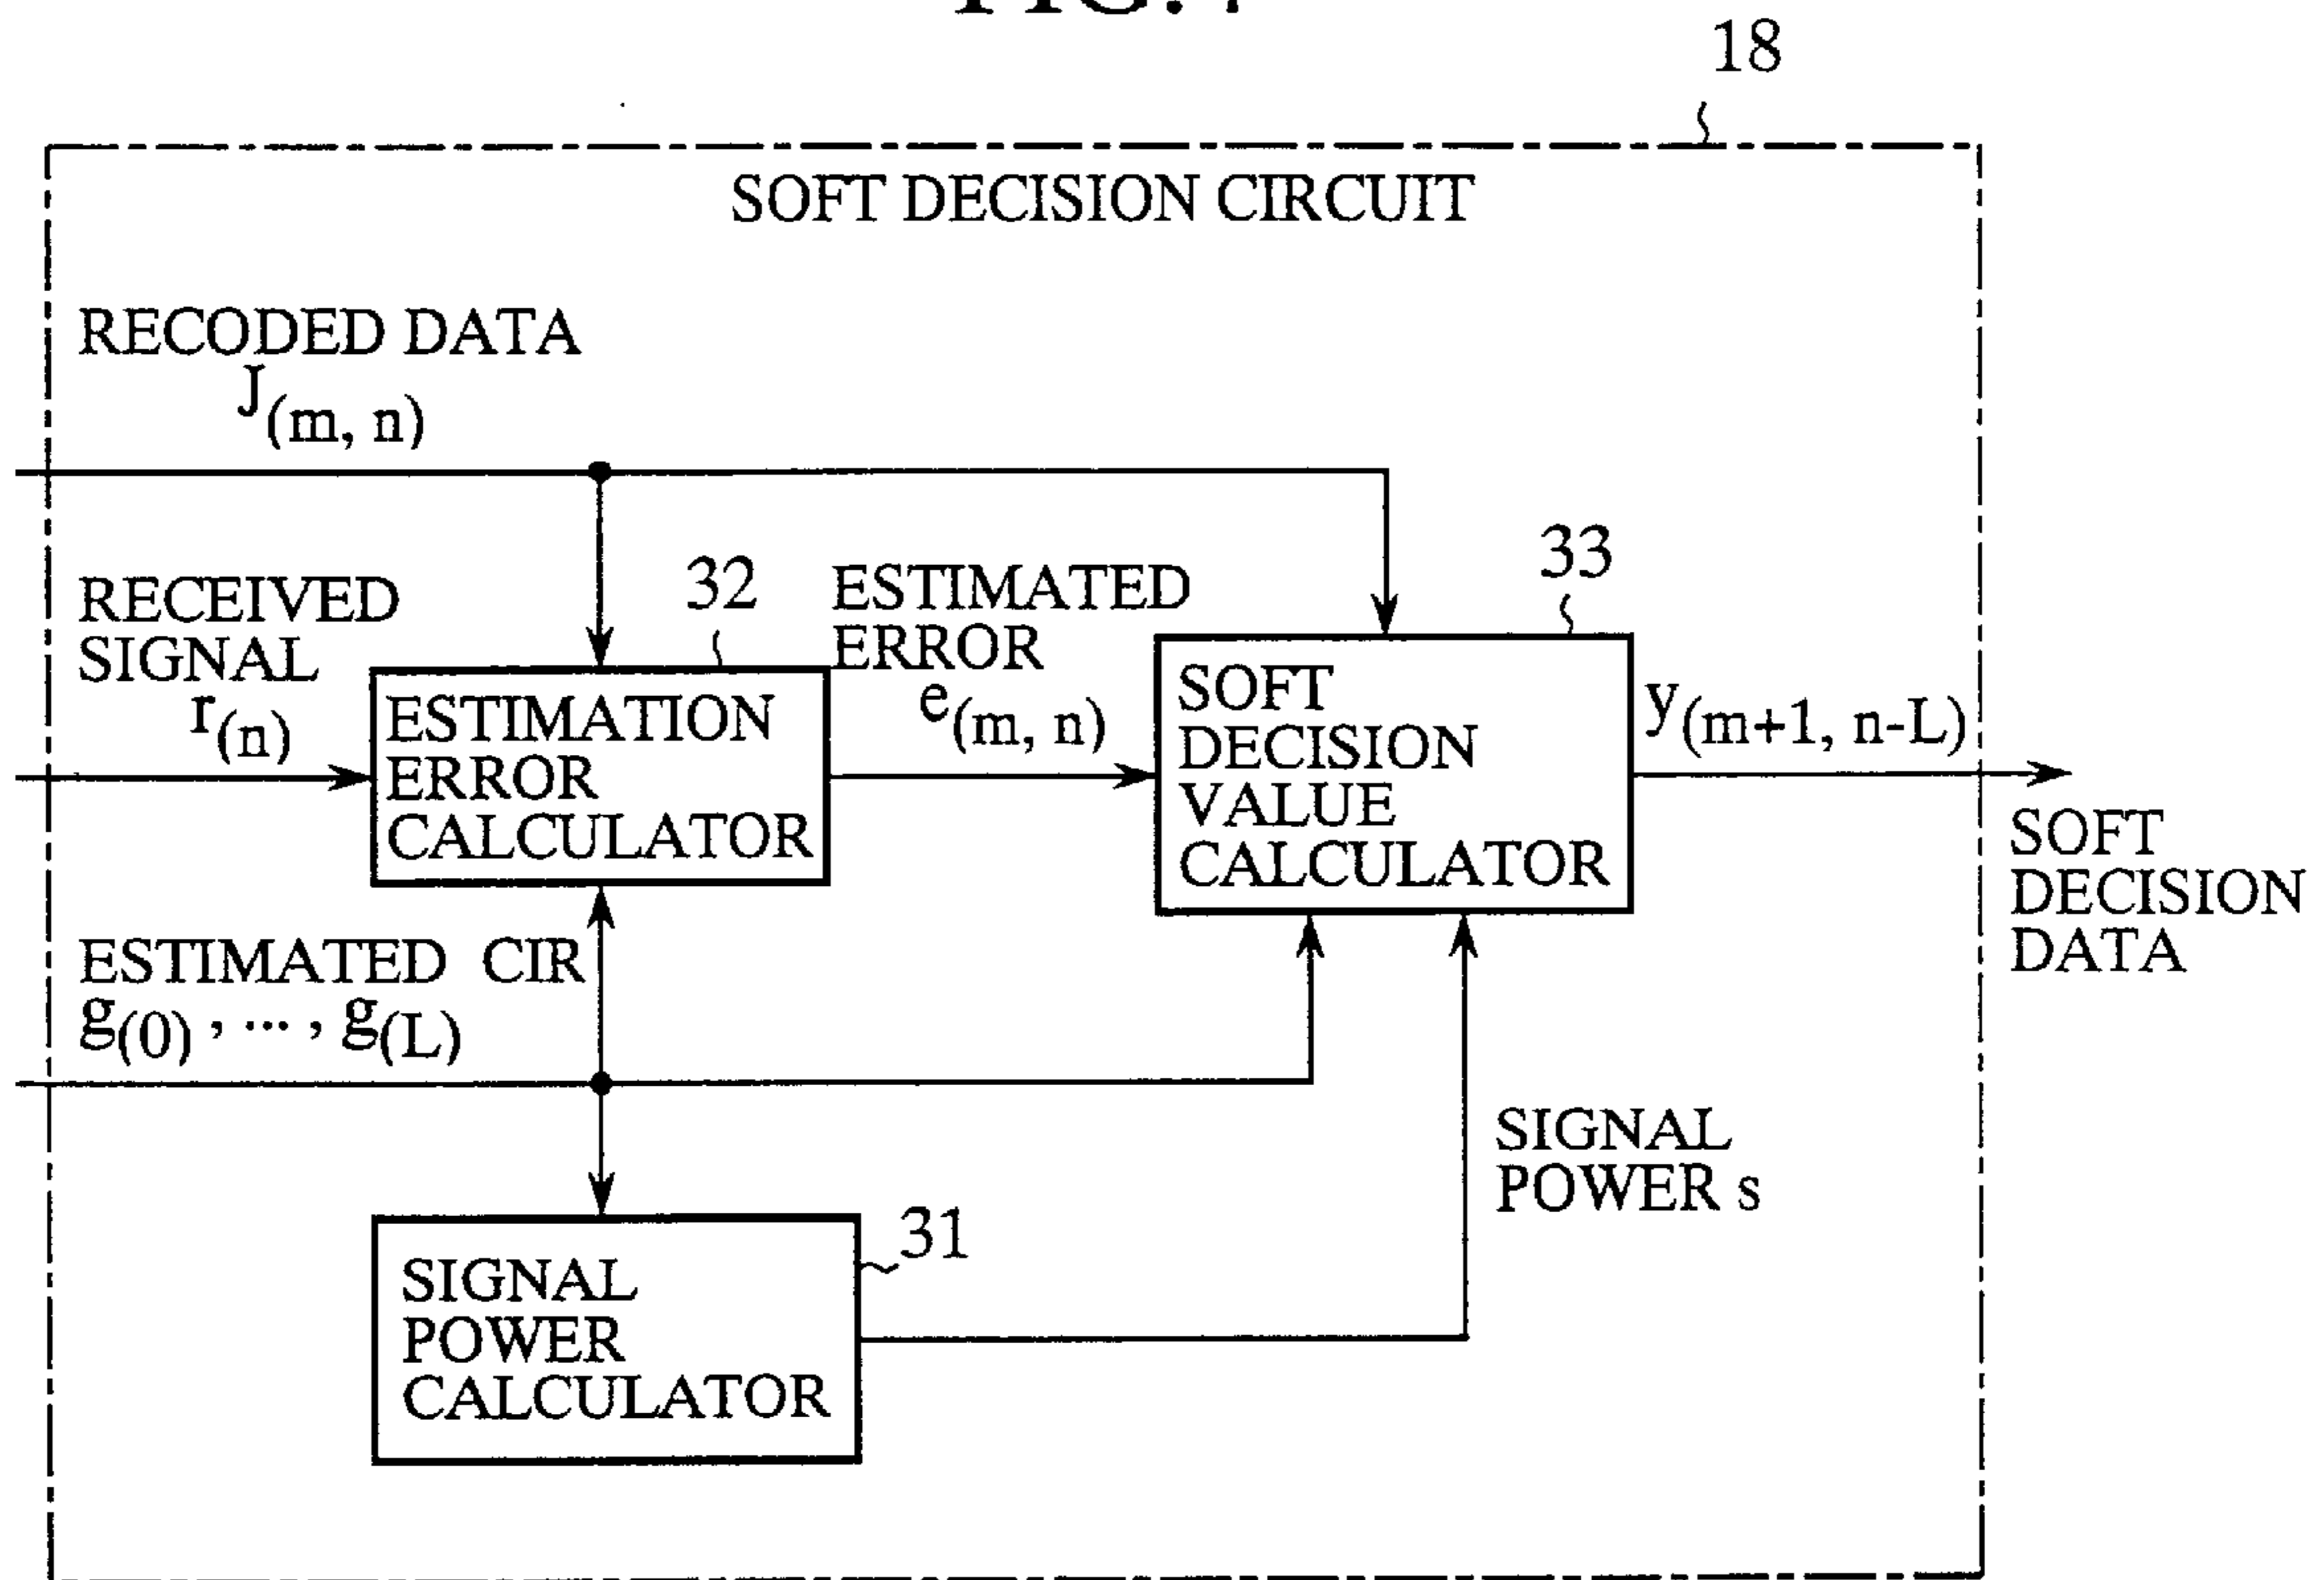 18
SOFT DECISION CIRCUIT
RECODED DATA
J(m, n)
RECEIVED
SIGNAL
r(n)
32
ESTIMATED
ERROR
e(m, n)
33
ESTIMATION
ERROR
CALCULATOR
SOFT
DECISION
VALUE
CALCULATOR
y(m+1, n-L)
SOFT
DECISION
DATA
ESTIMATED CIR
g(0) , ... , g(L)
SIGNAL
POWER s
31
SIGNAL
POWER
CALCULATOR